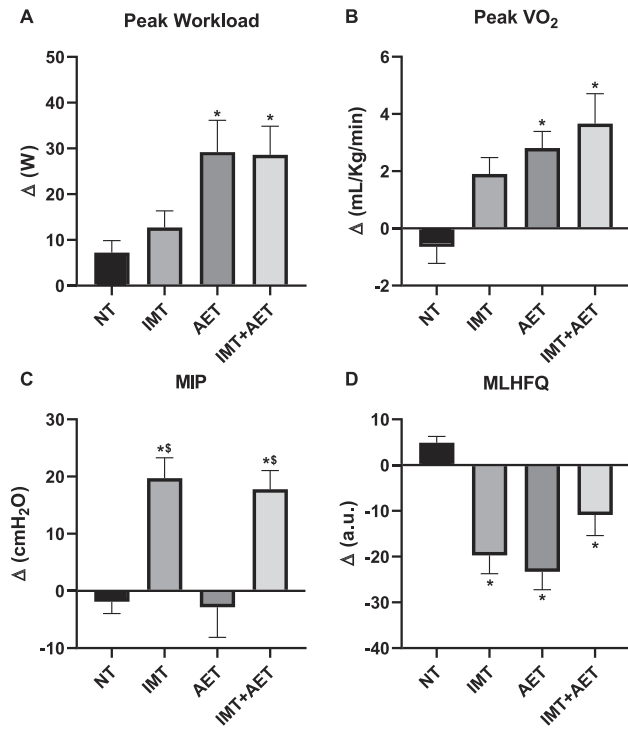 A
Peak Workload
50
40
30
20
10
0
Δ (W)
*
*
NT
IMT
AET
IMT+AET
B
Peak VO₂
6
4
2
0
-2
Δ (mL/Kg/min)
*
*
NT
IMT
AET
IMT+AET
C
MIP
30
20
10
0
-10
Δ (cmH₂O)
*$
*$
NT
IMT
AET
IMT+AET
D
MLHFQ
10
0
-10
-20
-30
-40
Δ (a.u.)
*
*
*
NT
IMT
AET
IMT+AET